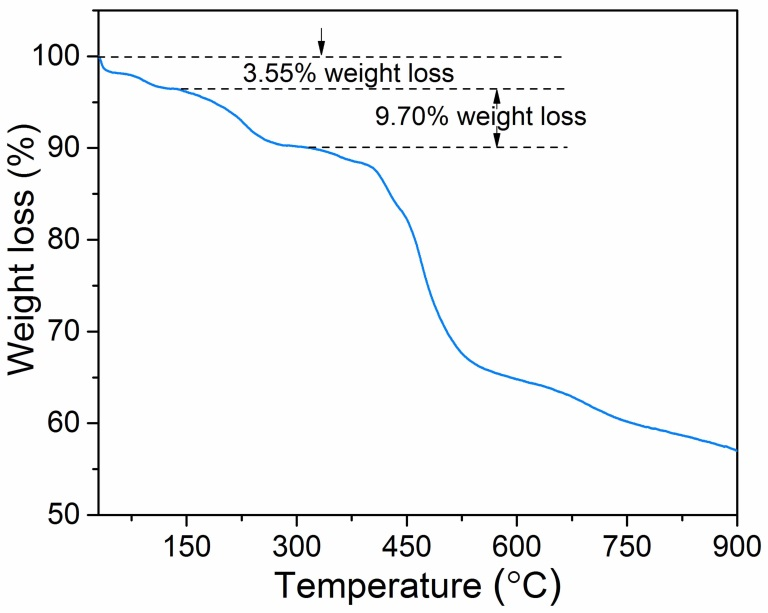 100
3.55% weight loss
9.70% weight loss
90
80
70
60
50
Weight loss (%)
150 300 450 600 750 900
Temperature (°C)